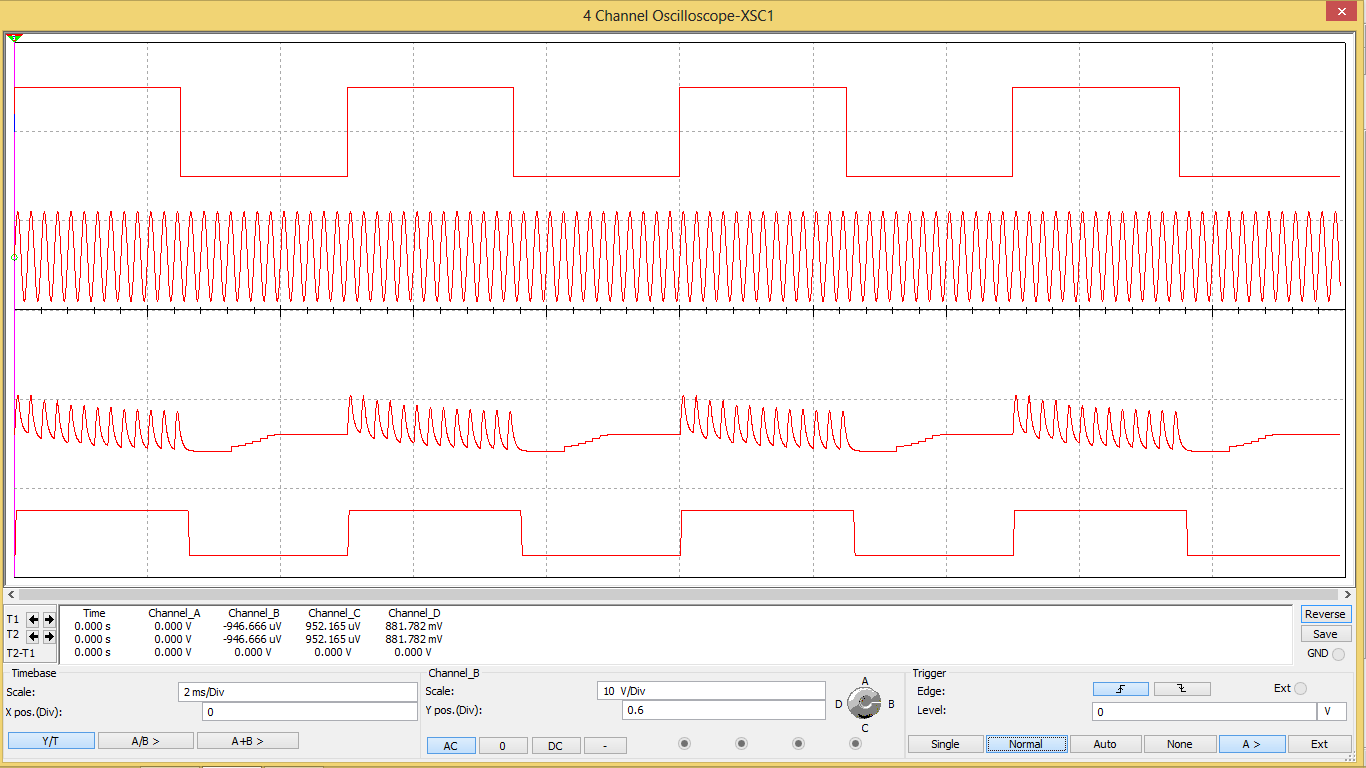 4 Channel Oscilloscope-XSC1
Time Channel_A Channel_B Channel_C Channel_D
T1 0.000 s 0.000 V -946.666 uV 952.165 uV 881.782 mV
T2 0.000 s 0.000 V -946.666 uV 952.165 uV 881.782 mV
T2-T1 0.000 s 0.000 V 0.000 V 0.000 V 0.000 V
Reverse
Save
GND
Timebase
Scale: 2 ms/Div
X pos.(Div): 0
Y/T A/B > A+B >
Channel_B
Scale: 10 V/Div
Y pos.(Div): 0.6
AC 0 DC -
A
D B
C
Trigger
Edge: Ext
Level: 0 V
Single Normal Auto None A > Ext